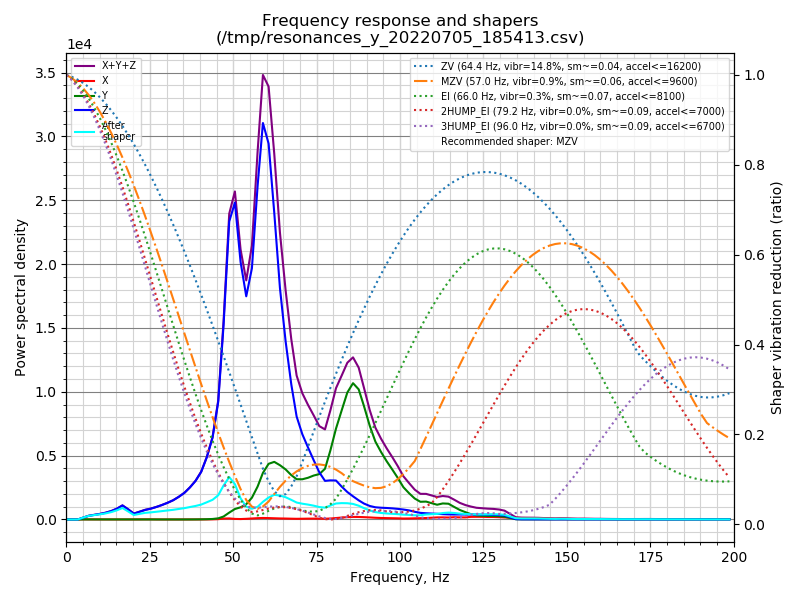 Frequency response and shapers
(/tmp/resonances_y_20220705_185413.csv)
1e4
X+Y+Z
X
Y
Z
After
shaper
ZV (64.4 Hz, vibr=14.8%, sm~=0.04, accel<=16200)
MZV (57.0 Hz, vibr=0.9%, sm~=0.06, accel<=9600)
EI (66.0 Hz, vibr=0.3%, sm~=0.07, accel<=8100)
2HUMP_EI (79.2 Hz, vibr=0.0%, sm~=0.09, accel<=7000)
3HUMP_EI (96.0 Hz, vibr=0.0%, sm~=0.09, accel<=6700)
Recommended shaper: MZV
Power spectral density
3.5
3.0
2.5
2.0
1.5
1.0
0.5
0.0
1.0
0.8
0.6
0.4
0.2
0.0
Shaper vibration reduction (ratio)
0 25 50 75 100 125 150 175 200
Frequency, Hz